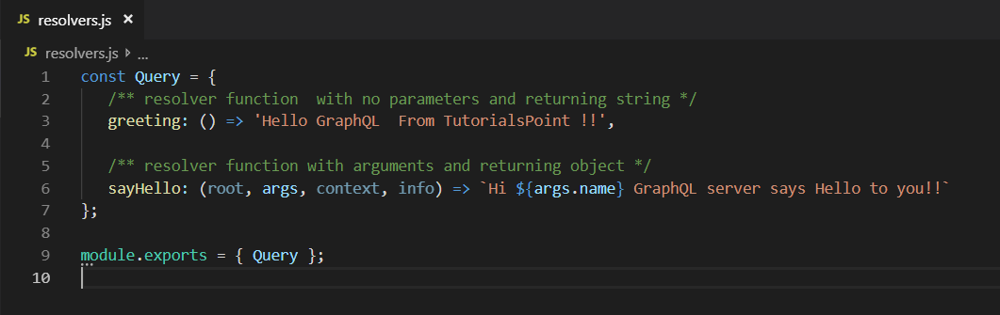 JS resolvers.js ×
JS resolvers.js > ...
1 const Query = {
2 /** resolver function  with no parameters and returning string */
3 greeting: () => 'Hello GraphQL  From TutorialsPoint !!',
4
5 /** resolver function with arguments and returning object */
6 sayHello: (root, args, context, info) => `Hi ${args.name} GraphQL server says Hello to you!!`
7 };
8
9 module.exports = { Query };
10